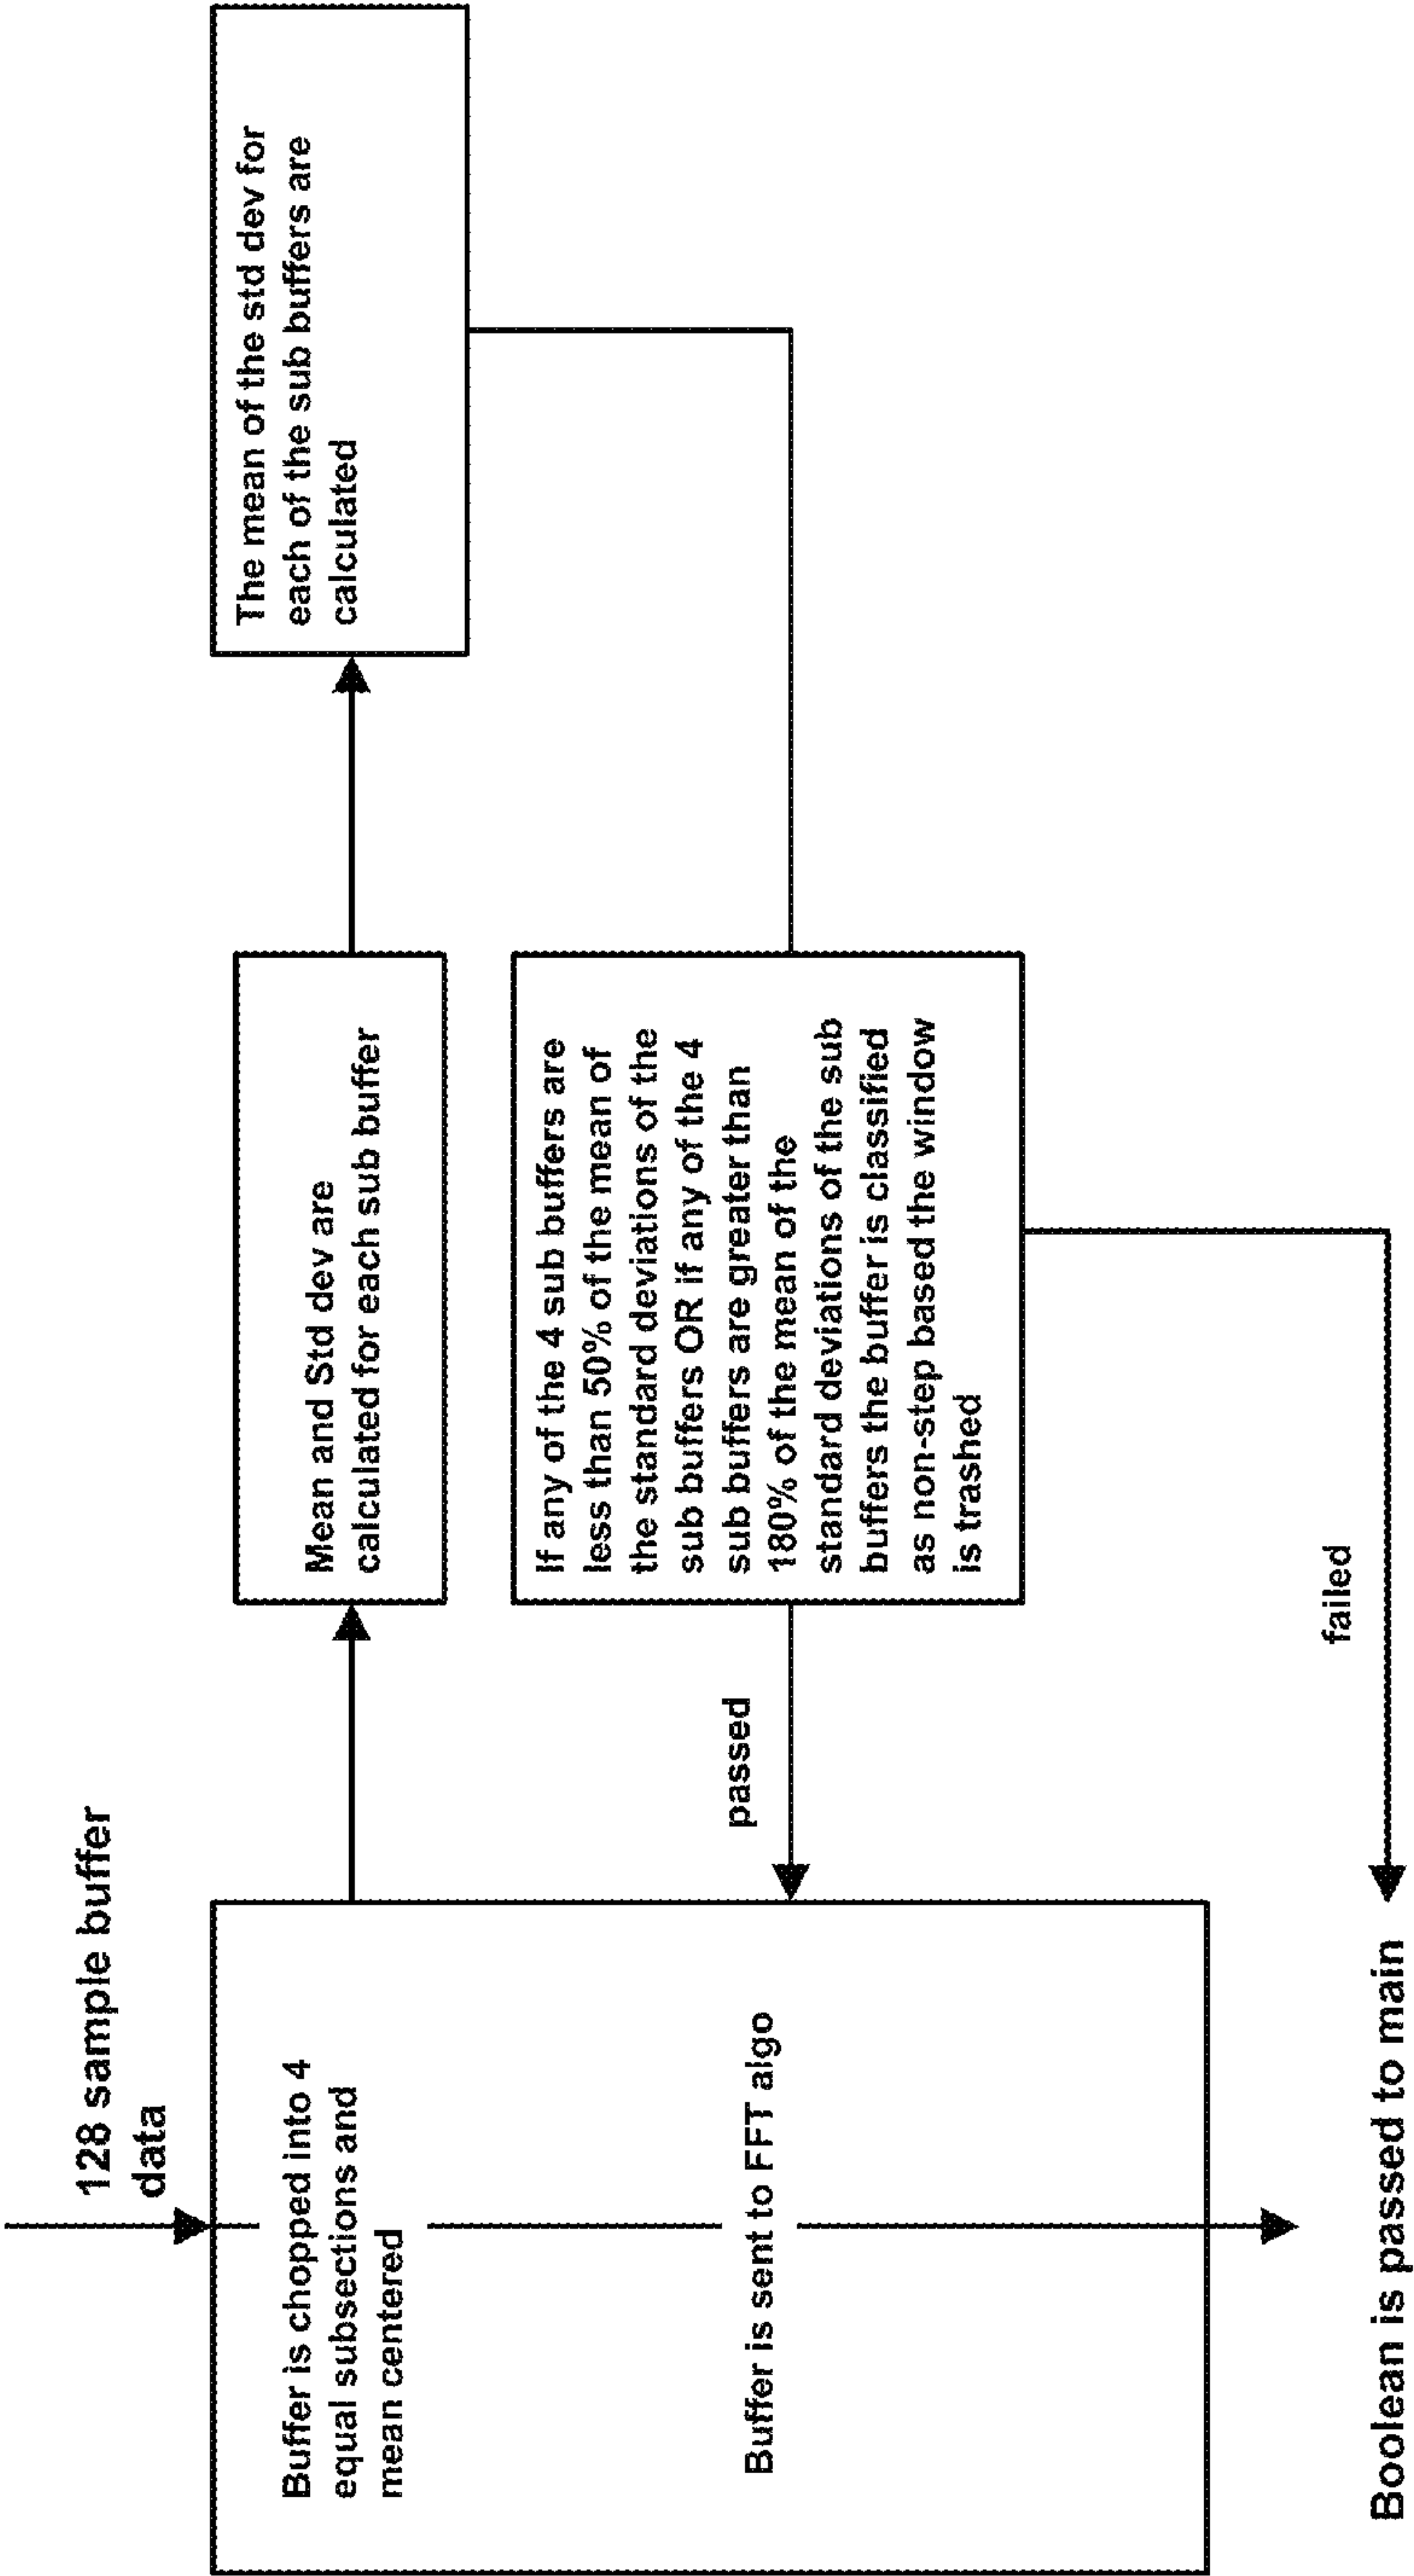 128 sample buffer
data
Buffer is chopped into 4
equal subsections and
mean centered
Mean and Std dev are
calculated for each sub buffer
The mean of the std dev for
each of the sub buffers are
calculated
If any of the 4 sub buffers are
less than 50% of the mean of
the standard deviations of the
sub buffers OR if any of the 4
sub buffers are greater than
180% of the mean of the
standard deviations of the sub
buffers the buffer is classified
as non-step based the window
is trashed
passed
Buffer is sent to FFT algo
failed
Boolean is passed to main